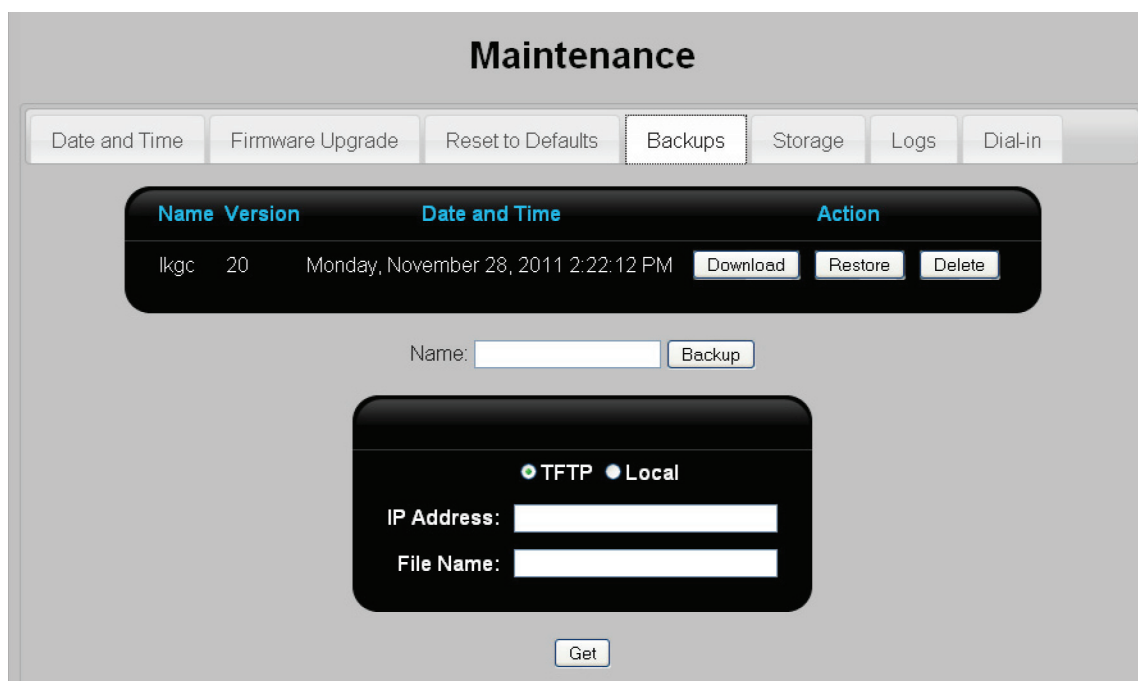 Maintenance
Date and Time Firmware Upgrade Reset to Defaults Backups Storage Logs Dial-in
Name Version Date and Time Action
lkgc 20 Monday, November 28, 2011 2:22:12 PM Download Restore Delete
Name: Backup
TFTP Local
IP Address:
File Name:
Get